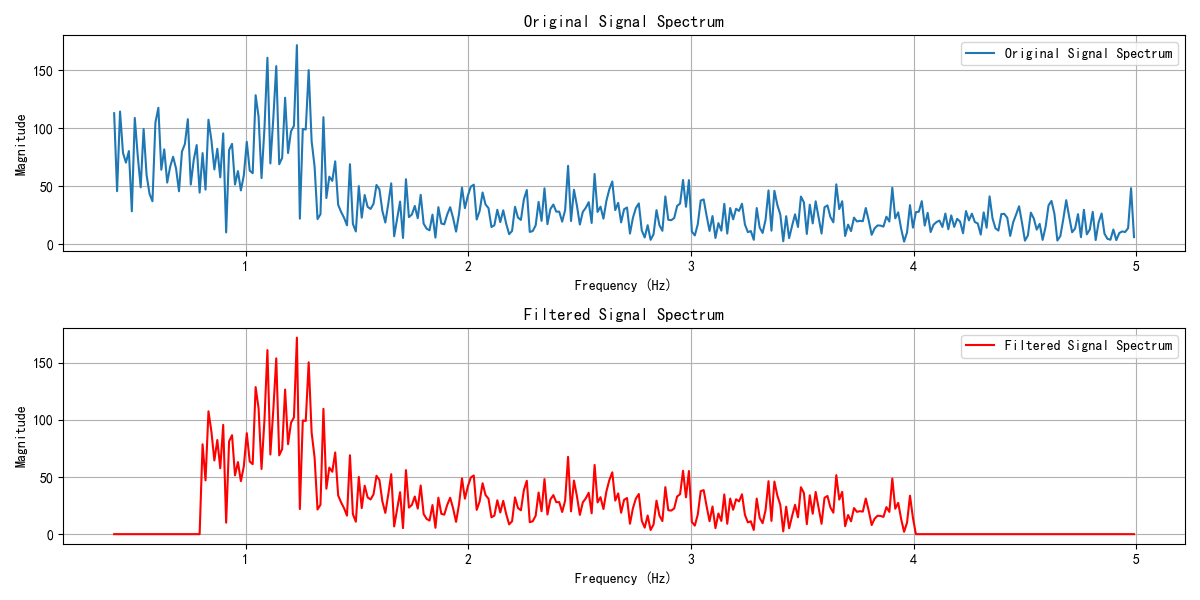 Original Signal Spectrum
Original Signal Spectrum
Magnitude
150
100
50
0
1
2
3
4
5
Frequency (Hz)
Filtered Signal Spectrum
Filtered Signal Spectrum
Magnitude
150
100
50
0
1
2
3
4
5
Frequency (Hz)